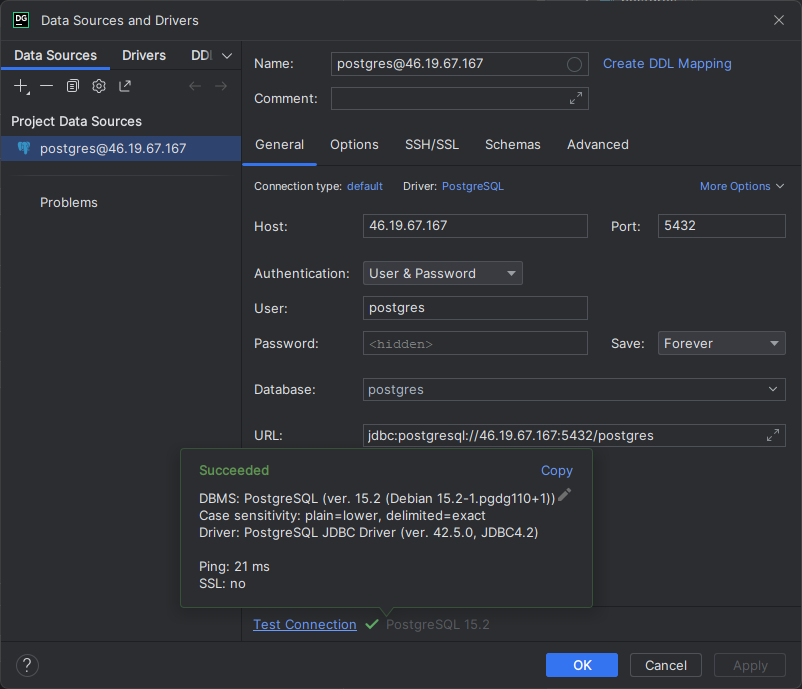 DG Data Sources and Drivers
Data Sources Drivers DDL
Project Data Sources
postgres@46.19.67.167
Problems
Name: postgres@46.19.67.167 Create DDL Mapping
Comment:
General Options SSH/SSL Schemas Advanced
Connection type: default Driver: PostgreSQL More Options
Host: 46.19.67.167 Port: 5432
Authentication: User & Password
User: postgres
Password: <hidden> Save: Forever
Database: postgres
URL: jdbc:postgresql://46.19.67.167:5432/postgres
Succeeded Copy
DBMS: PostgreSQL (ver. 15.2 (Debian 15.2-1.pgdg110+1))
Case sensitivity: plain=lower, delimited=exact
Driver: PostgreSQL JDBC Driver (ver. 42.5.0, JDBC4.2)
Ping: 21 ms
SSL: no
Test Connection PostgreSQL 15.2
? OK Cancel Apply